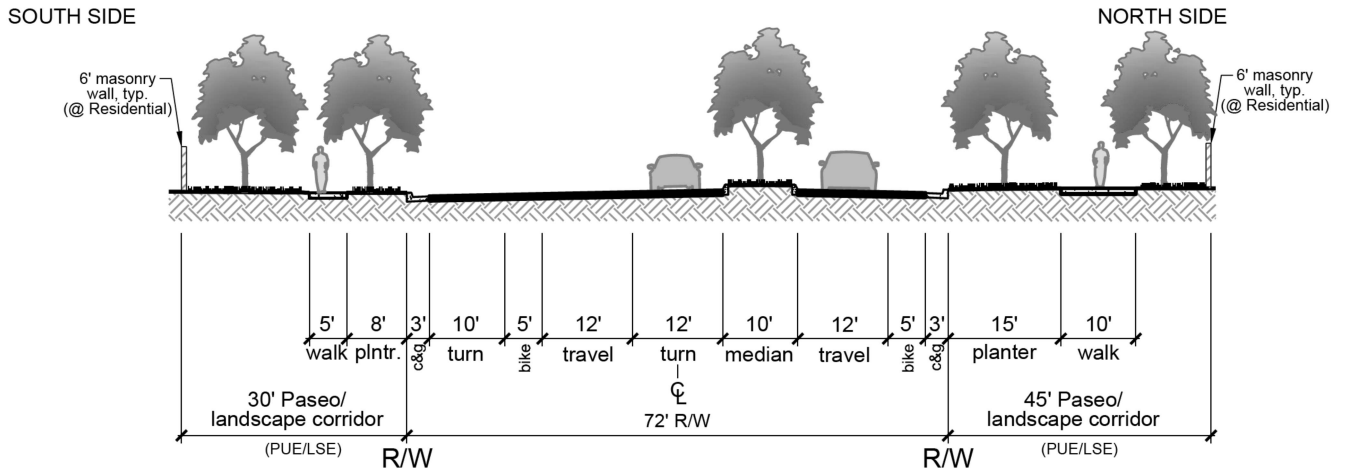 SOUTH SIDE
NORTH SIDE
6' masonry
wall, typ.
(@ Residential)
6' masonry
wall, typ.
(@ Residential)
5'
8'
3'
10'
5'
12'
12'
10'
12'
5'
3'
15'
10'
walk
plntr.
c&g
turn
bike
travel
turn
median
travel
bike
c&g
planter
walk
℄
30' Paseo/
landscape corridor
(PUE/LSE)
72' R/W
45' Paseo/
landscape corridor
(PUE/LSE)
R/W
R/W